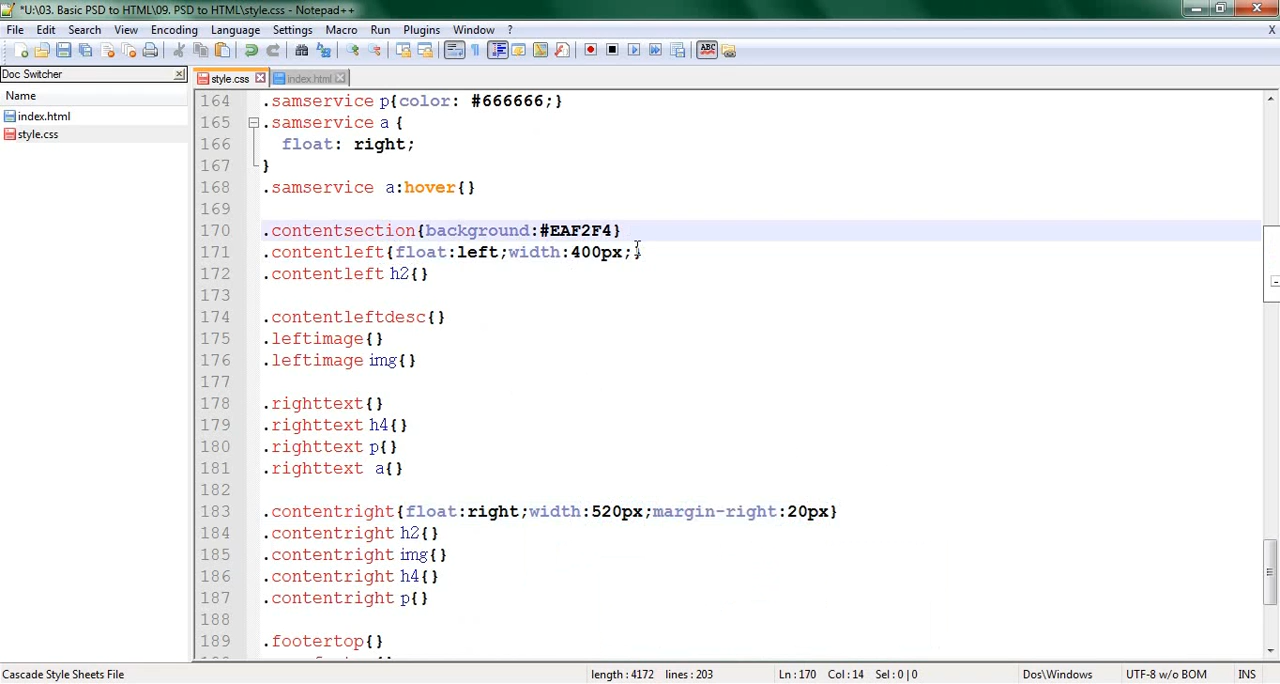 *U:\03. Basic PSD to HTML\09. PSD to HTML\style.css - Notepad++
File Edit Search View Encoding Language Settings Macro Run Plugins Window ? X
Doc Switcher
style.css index.html
Name
index.html
style.css
164 .samservice p{color: #666666;}
165 .samservice a {
166 float: right;
167 }
168 .samservice a:hover{}
169
170 .contentsection{background:#EAF2F4}
171 .contentleft{float:left;width:400px;}
172 .contentleft h2{}
173
174 .contentleftdesc{}
175 .leftimage{}
176 .leftimage img{}
177
178 .righttext{}
179 .righttext h4{}
180 .righttext p{}
181 .righttext a{}
182
183 .contentright{float:right;width:520px;margin-right:20px}
184 .contentright h2{}
185 .contentright img{}
186 .contentright h4{}
187 .contentright p{}
188
189 .footertop{}
Cascade Style Sheets File length : 4172 lines : 203 Ln : 170 Col : 14 Sel : 0 | 0 Dos\Windows UTF-8 w/o BOM INS